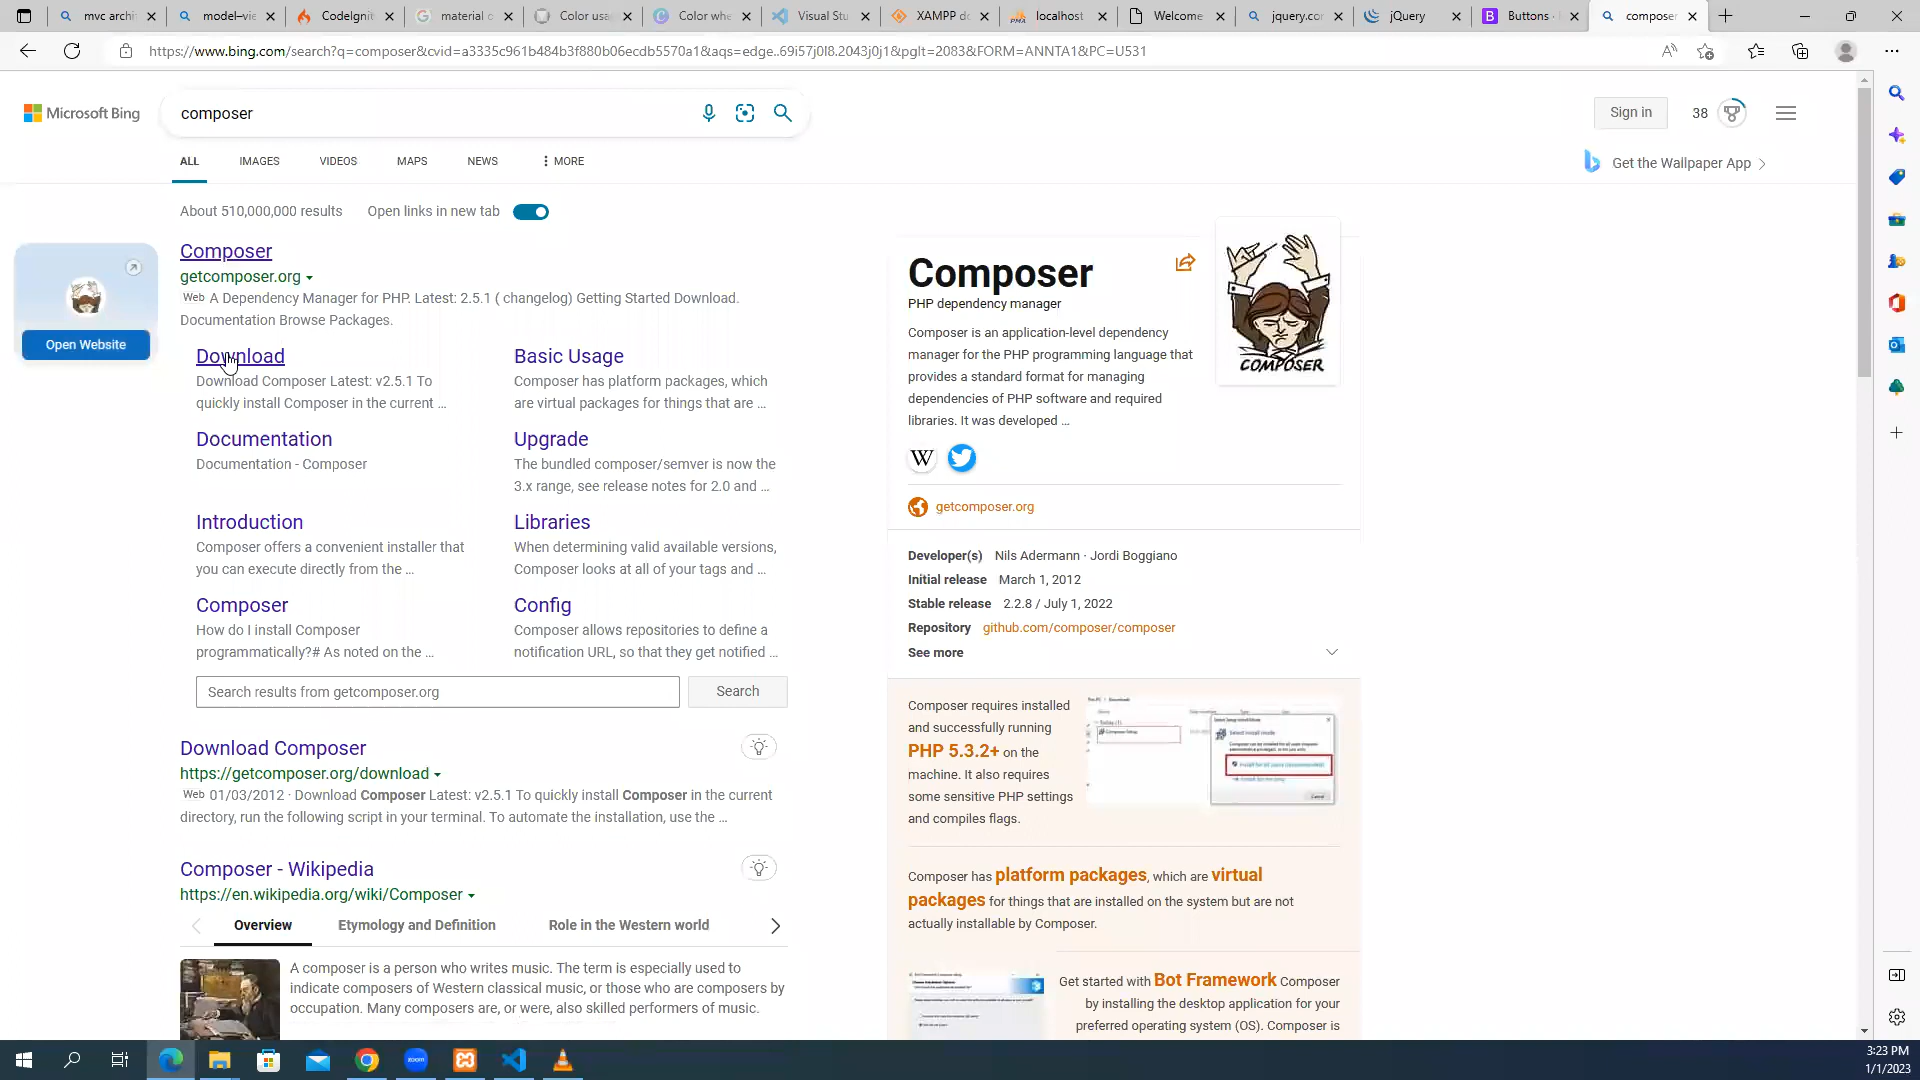 mvc archi
model–vie
CodeIgnit
material c
Color usa
Color whe
Visual Stu
XAMPP do
localhost
Welcome
jquery.co
jQuery
Buttons ·
composer
https://www.bing.com/search?q=composer&cvid=a3335c961b484b3f880b06ecdb5570a1&aqs=edge..69i57j0l8.2043j0j1&pglt=2083&FORM=ANNTA1&PC=U531
Microsoft Bing
composer
Sign in
38
ALL
IMAGES
VIDEOS
MAPS
NEWS
MORE
Get the Wallpaper App
About 510,000,000 results
Open links in new tab
Open Website
Composer
getcomposer.org
Web A Dependency Manager for PHP. Latest: 2.5.1 ( changelog) Getting Started Download.
Documentation Browse Packages.
Download
Download Composer Latest: v2.5.1 To
quickly install Composer in the current ...
Basic Usage
Composer has platform packages, which
are virtual packages for things that are ...
Documentation
Documentation - Composer
Upgrade
The bundled composer/semver is now the
3.x range, see release notes for 2.0 and ...
Introduction
Composer offers a convenient installer that
you can execute directly from the ...
Libraries
When determining valid available versions,
Composer looks at all of your tags and ...
Composer
How do I install Composer
programmatically?# As noted on the ...
Config
Composer allows repositories to define a
notification URL, so that they get notified ...
Search results from getcomposer.org
Search
Download Composer
https://getcomposer.org/download
Web 01/03/2012 · Download Composer Latest: v2.5.1 To quickly install Composer in the current
directory, run the following script in your terminal. To automate the installation, use the ...
Composer - Wikipedia
https://en.wikipedia.org/wiki/Composer
Overview
Etymology and Definition
Role in the Western world
A composer is a person who writes music. The term is especially used to
indicate composers of Western classical music, or those who are composers by
occupation. Many composers are, or were, also skilled performers of music.
Composer
PHP dependency manager
Composer is an application-level dependency
manager for the PHP programming language that
provides a standard format for managing
dependencies of PHP software and required
libraries. It was developed ...
COMPOSER
W
getcomposer.org
Developer(s) Nils Adermann · Jordi Boggiano
Initial release March 1, 2012
Stable release 2.2.8 / July 1, 2022
Repository github.com/composer/composer
See more
Composer requires installed
and successfully running
PHP 5.3.2+ on the
machine. It also requires
some sensitive PHP settings
and compiles flags.
Select install mode
Composer has platform packages, which are virtual
packages for things that are installed on the system but are not
actually installable by Composer.
Get started with Bot Framework Composer
by installing the desktop application for your
preferred operating system (OS). Composer is
zoom
3:23 PM
1/1/2023